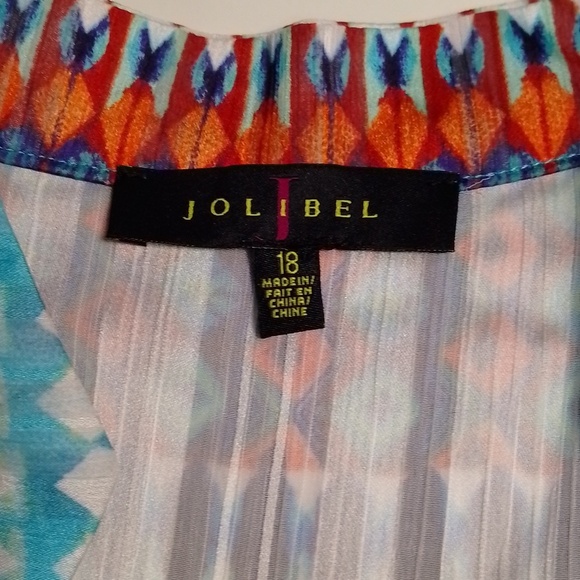 JOLIBEL
J
18
MADE IN/
FAIT EN
CHINA/
CHINE